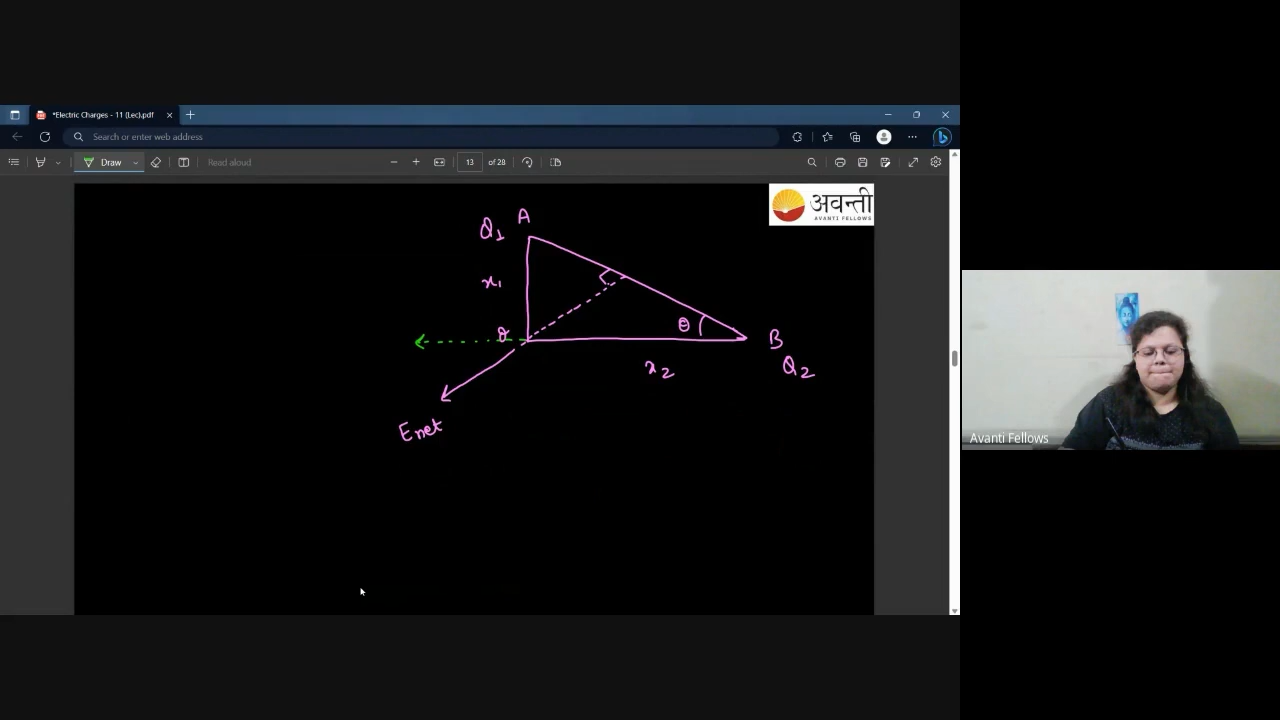 *Electric Charges - 11 (Lec).pdf
Search or enter web address
Draw
Read aloud
13 of 28
अवन्ती
AVANTI FELLOWS
A
Q₁
x₁
θ
B
x₂
Q₂
Enet
Avanti Fellows